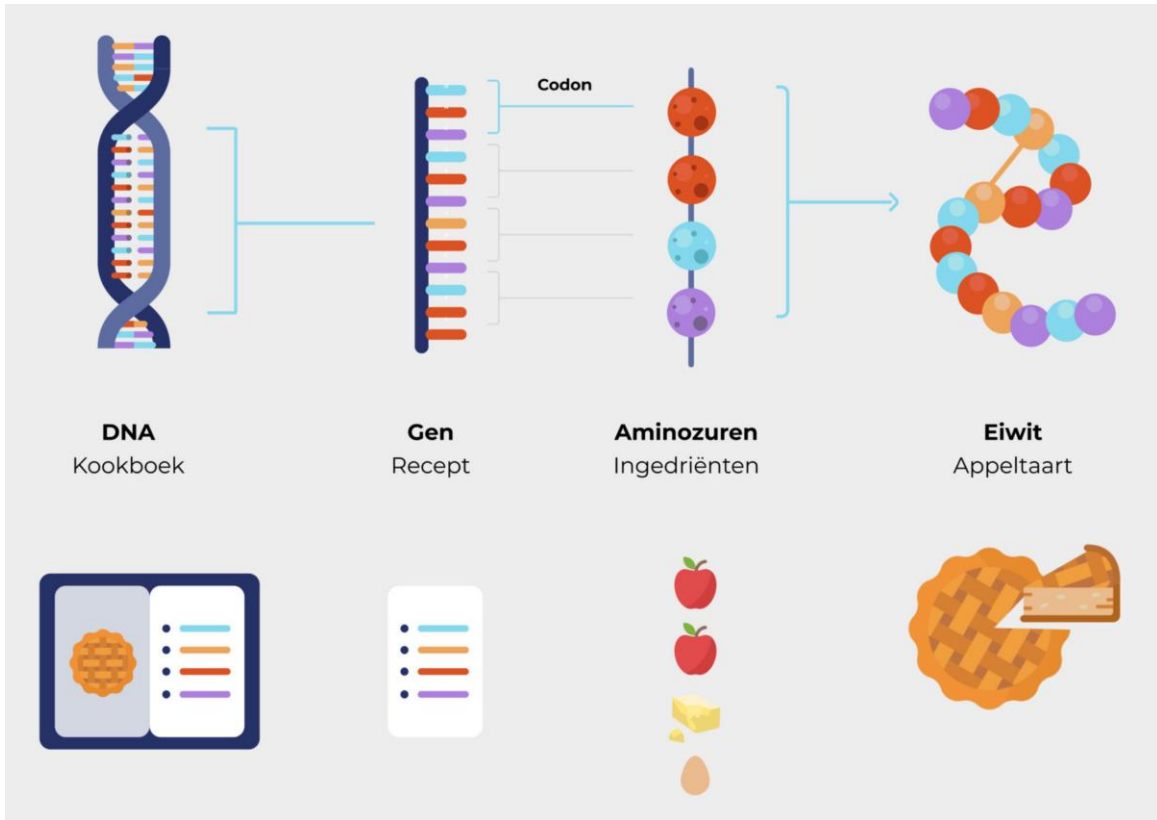 Codon
DNA
Kookboek
Gen
Recept
Aminozuren
Ingedriënten
Eiwit
Appeltaart